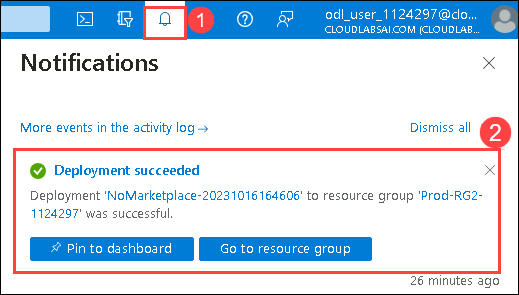 1
odl_user_1124297@clo...
CLOUDLABSAI.COM (CLOUDLAB...
Notifications
More events in the activity log →
Dismiss all
2
Deployment succeeded
Deployment 'NoMarketplace-20231016164606' to resource group 'Prod-RG2-
1124297' was successful.
Pin to dashboard
Go to resource group
26 minutes ago